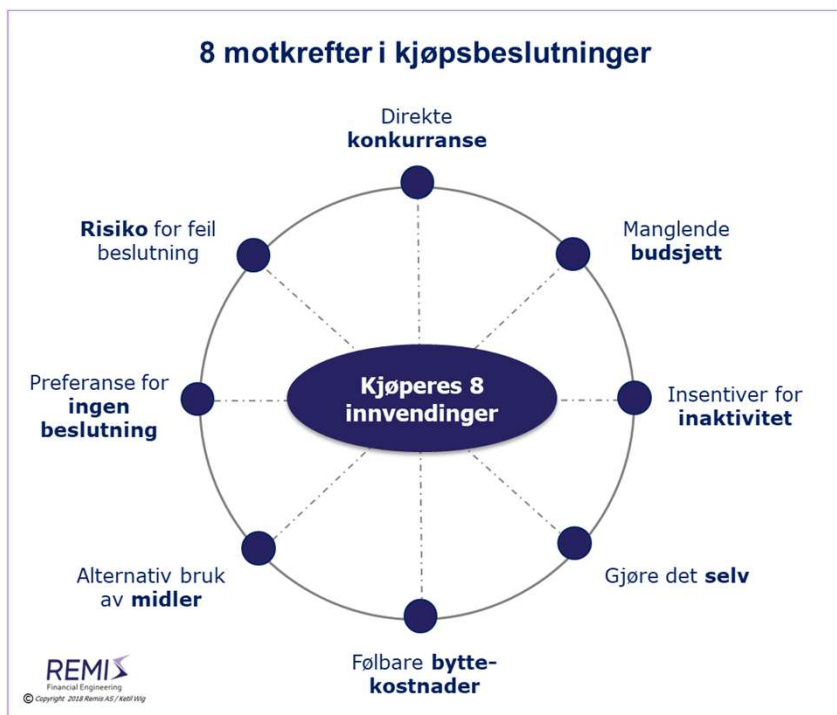 8 motkrefter i kjøpsbeslutninger
Direkte
konkurranse
Manglende
budsjett
Insentiver for
inaktivitet
Gjøre det selv
Følbare bytte-
kostnader
Alternativ bruk
av midler
Preferanse for
ingen
beslutning
Risiko for feil
beslutning
Kjøperes 8
innvendinger
REMIS
Financial Engineering
© Copyright 2018 Remis AS / Ketil Wig